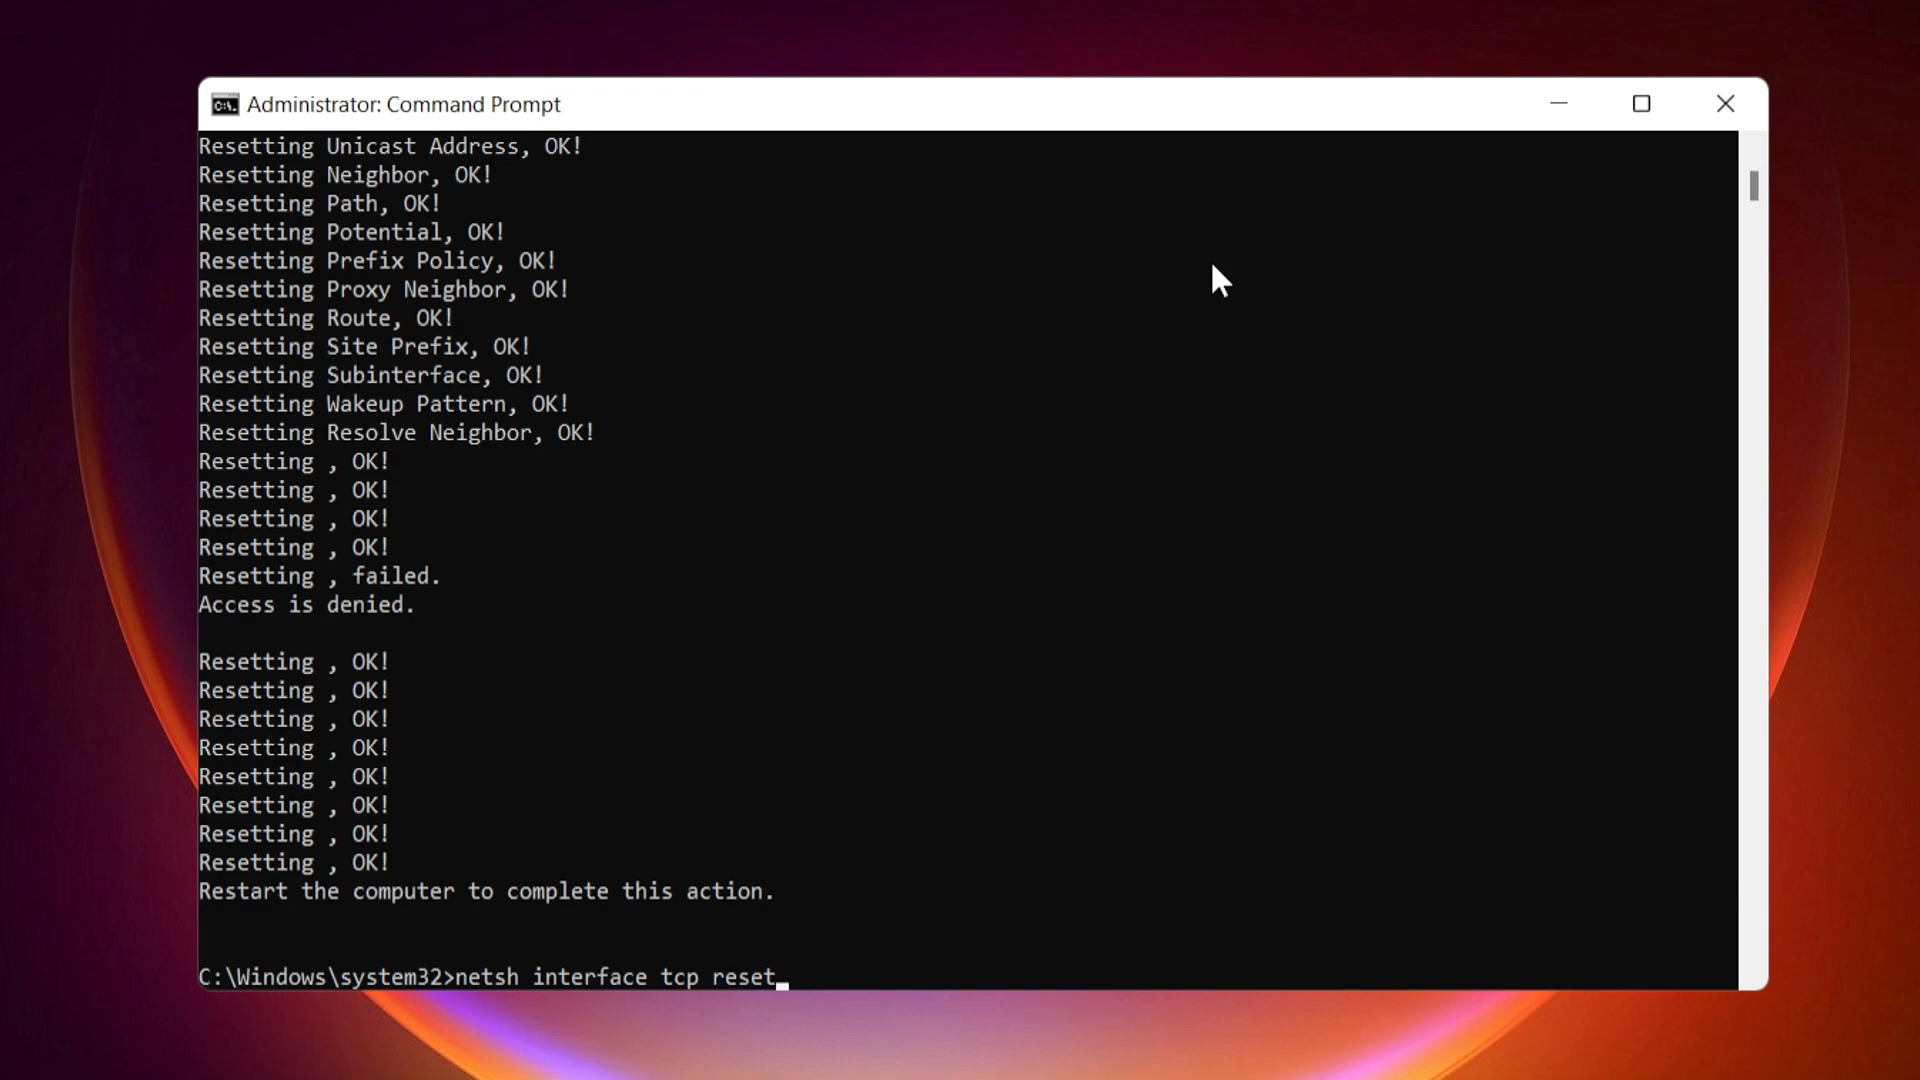 Administrator: Command Prompt
Resetting Unicast Address, OK!
Resetting Neighbor, OK!
Resetting Path, OK!
Resetting Potential, OK!
Resetting Prefix Policy, OK!
Resetting Proxy Neighbor, OK!
Resetting Route, OK!
Resetting Site Prefix, OK!
Resetting Subinterface, OK!
Resetting Wakeup Pattern, OK!
Resetting Resolve Neighbor, OK!
Resetting , OK!
Resetting , OK!
Resetting , OK!
Resetting , OK!
Resetting , failed.
Access is denied.
Resetting , OK!
Resetting , OK!
Resetting , OK!
Resetting , OK!
Resetting , OK!
Resetting , OK!
Resetting , OK!
Resetting , OK!
Restart the computer to complete this action.
C:\Windows\system32>netsh interface tcp reset